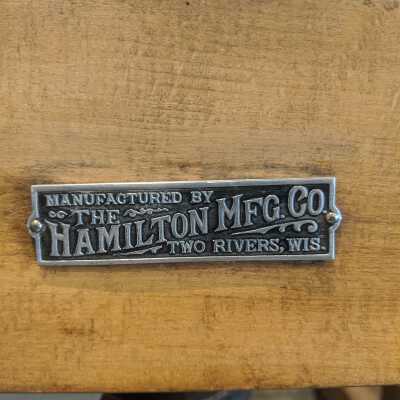 MANUFACTURED BY
THE
HAMILTON MFG. CO.
TWO RIVERS, WIS.